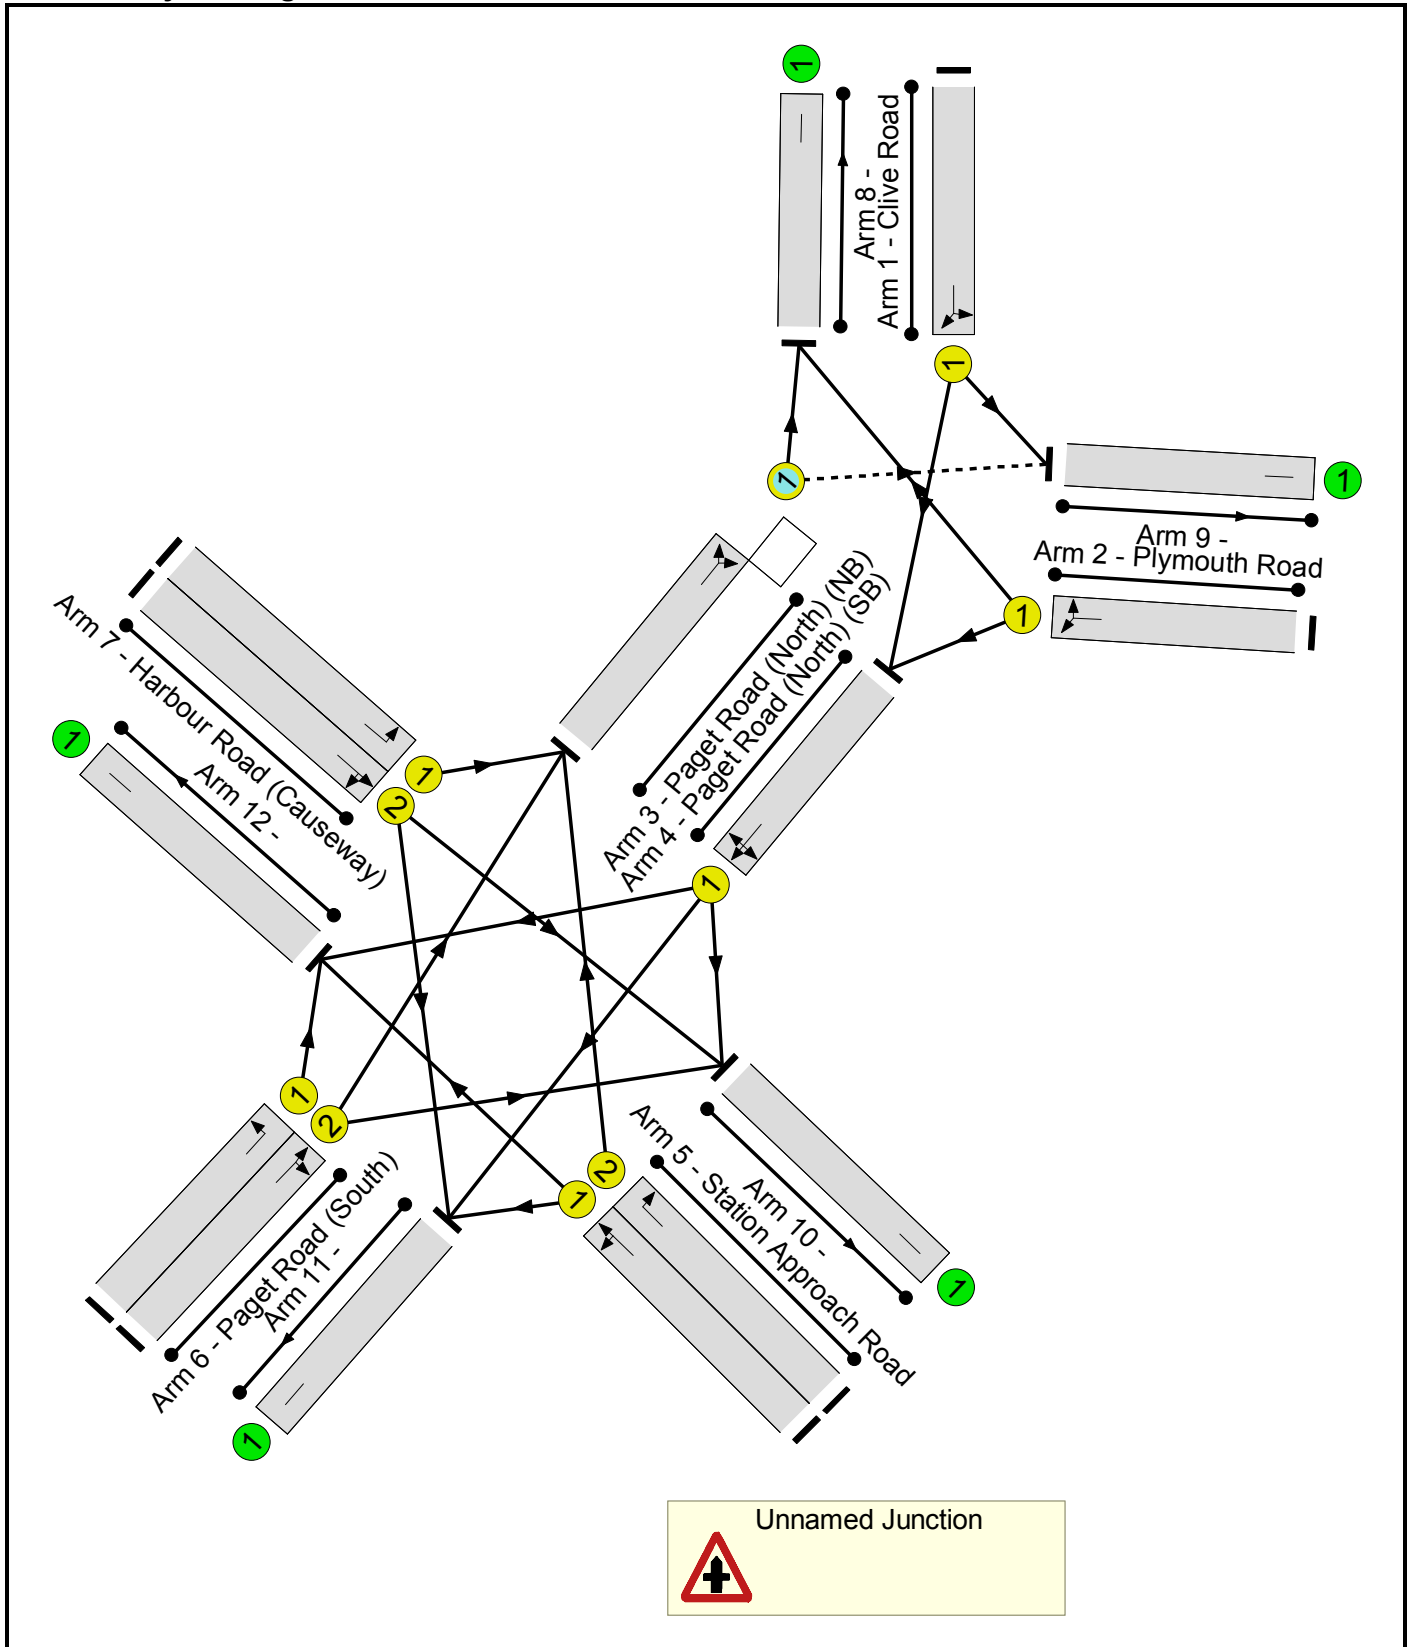 1
Arm 8 -
Arm 1 - Clive Road
1
1
1
Arm 9 -
Arm 2 - Plymouth Road
1
Arm 3 - Paget Road (North) (NB)
Arm 4 - Paget Road (North) (SB)
Arm 7 - Harbour Road (Causeway)
Arm 12 -
1
1
2
1
1
2
2
1
Arm 5 - Station Approach Road
Arm 10 -
1
Arm 6 - Paget Road (South)
Arm 11 -
1
Unnamed Junction